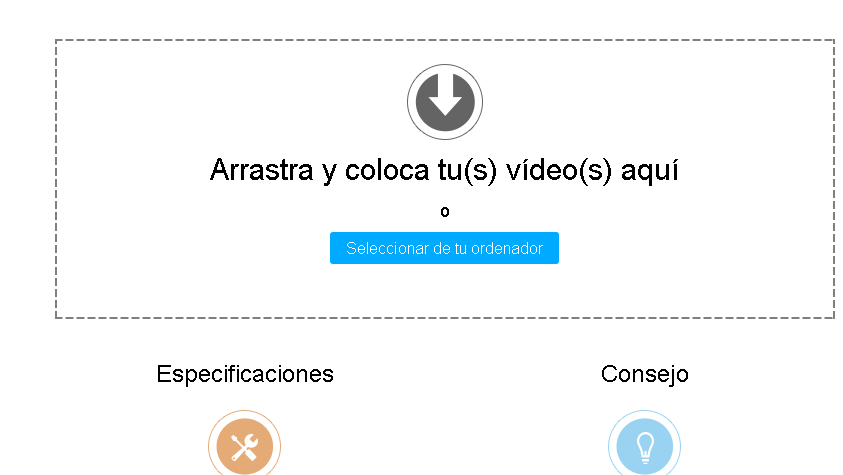 Arrastra y coloca tu(s) vídeo(s) aquí
o
Seleccionar de tu ordenador
Especificaciones
Consejo